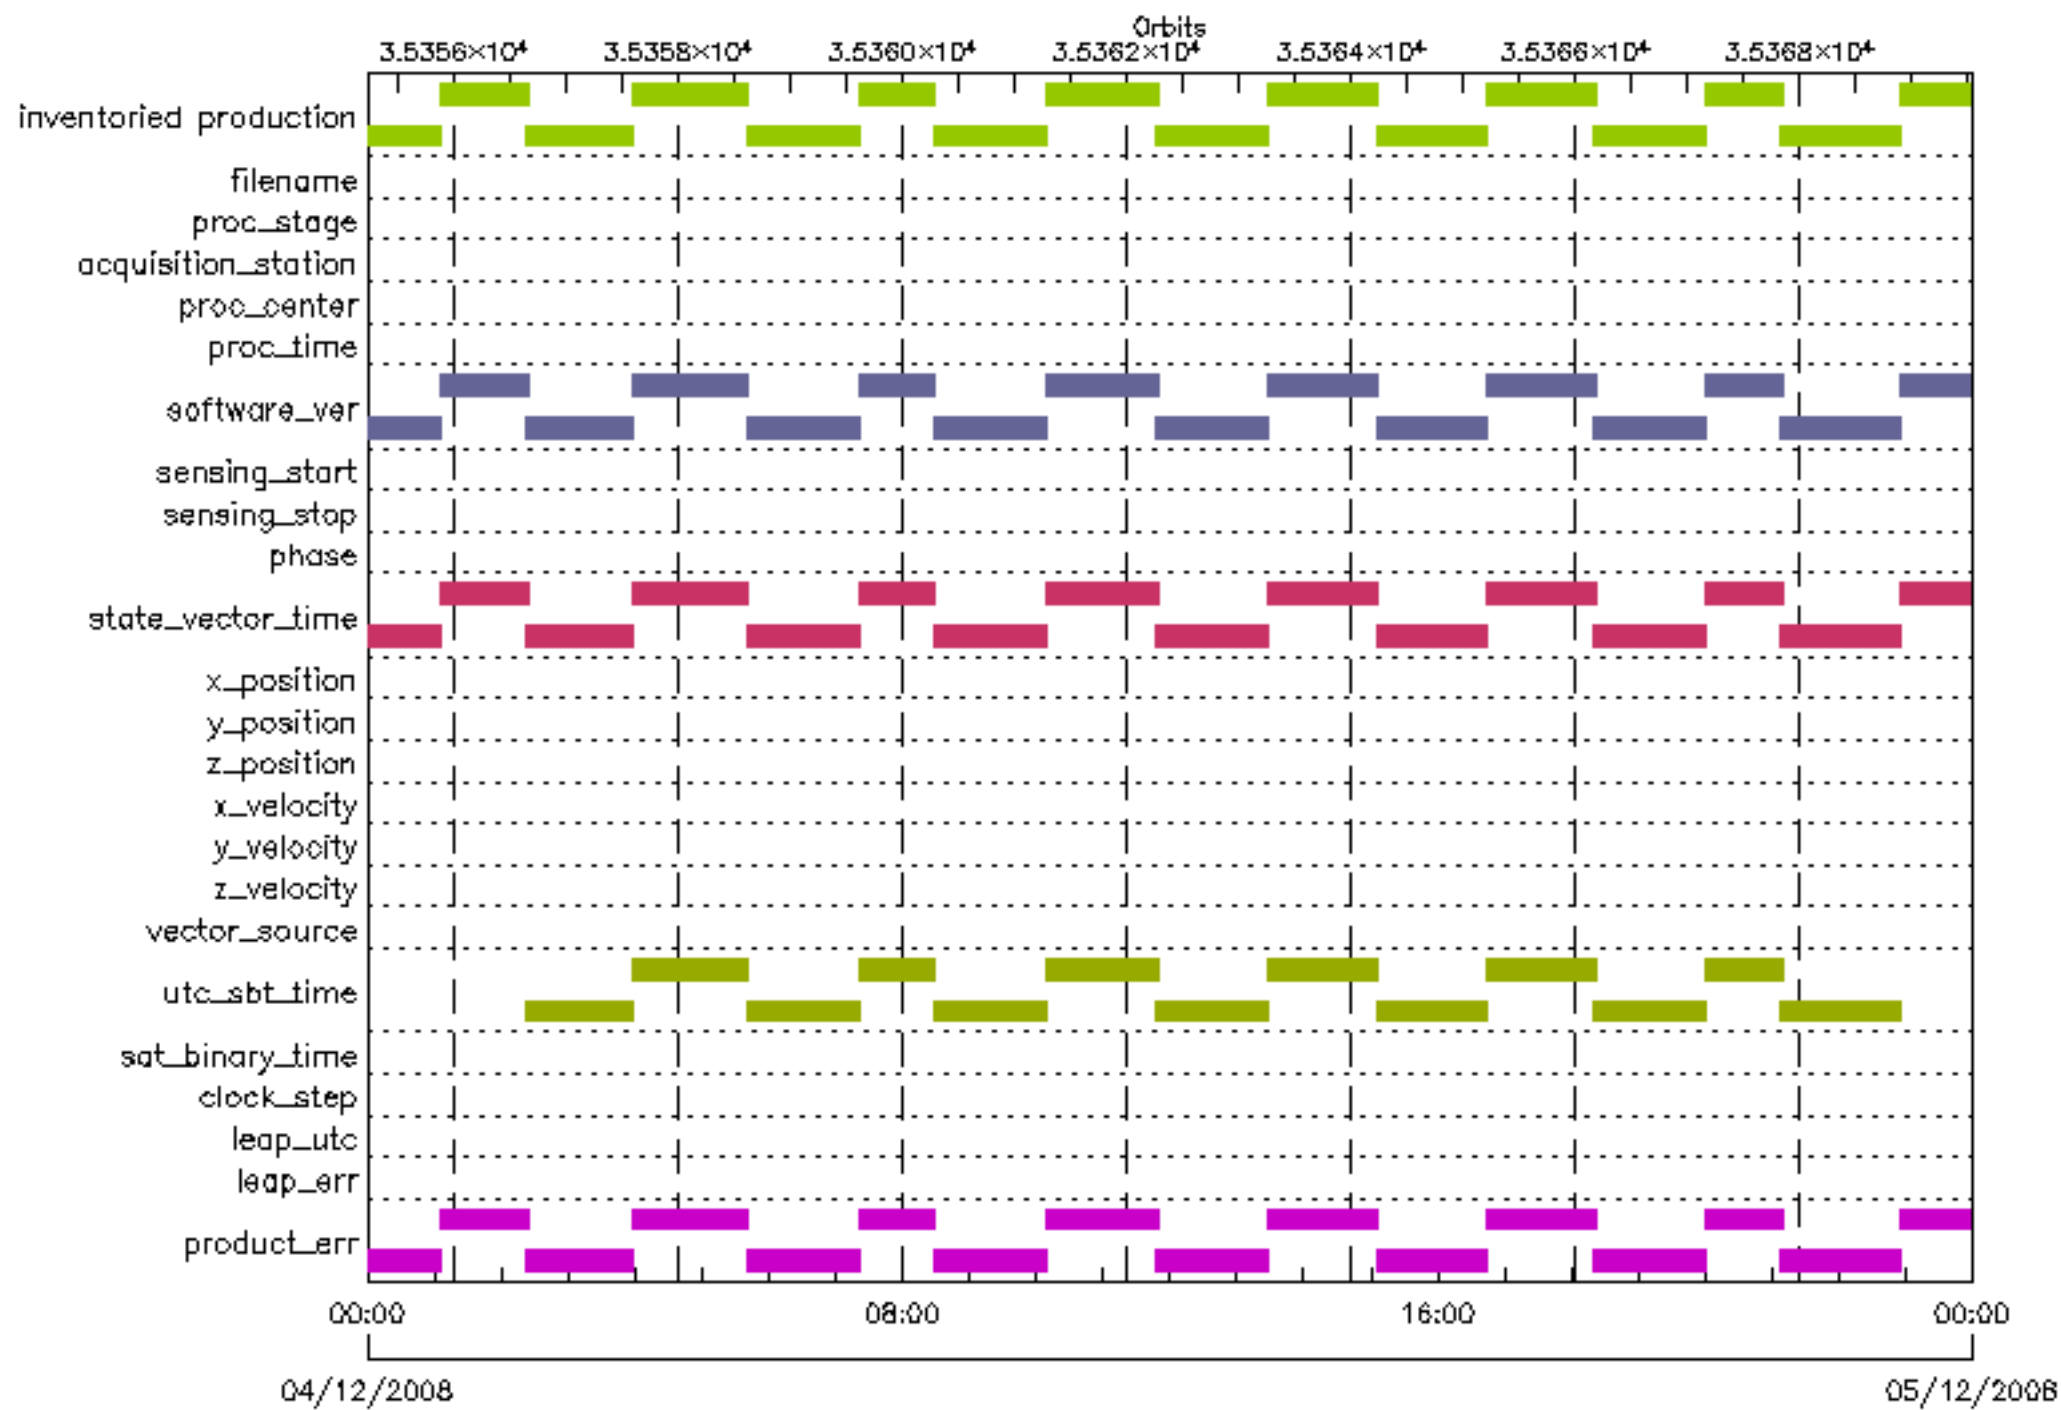 Orbits
3.5356×10⁴ 3.5358×10⁴ 3.5360×10⁴ 3.5362×10⁴ 3.5364×10⁴ 3.5366×10⁴ 3.5368×10⁴
inventoried production
filename
proc_stage
acquisition_station
proc_center
proc_time
software_ver
sensing_start
sensing_stop
phase
state_vector_time
x_position
y_position
z_position
x_velocity
y_velocity
z_velocity
vector_source
utc_sbt_time
sat_binary_time
clock_step
leap_utc
leap_err
product_err
00:00 08:00 16:00 00:00
04/12/2008 05/12/2008